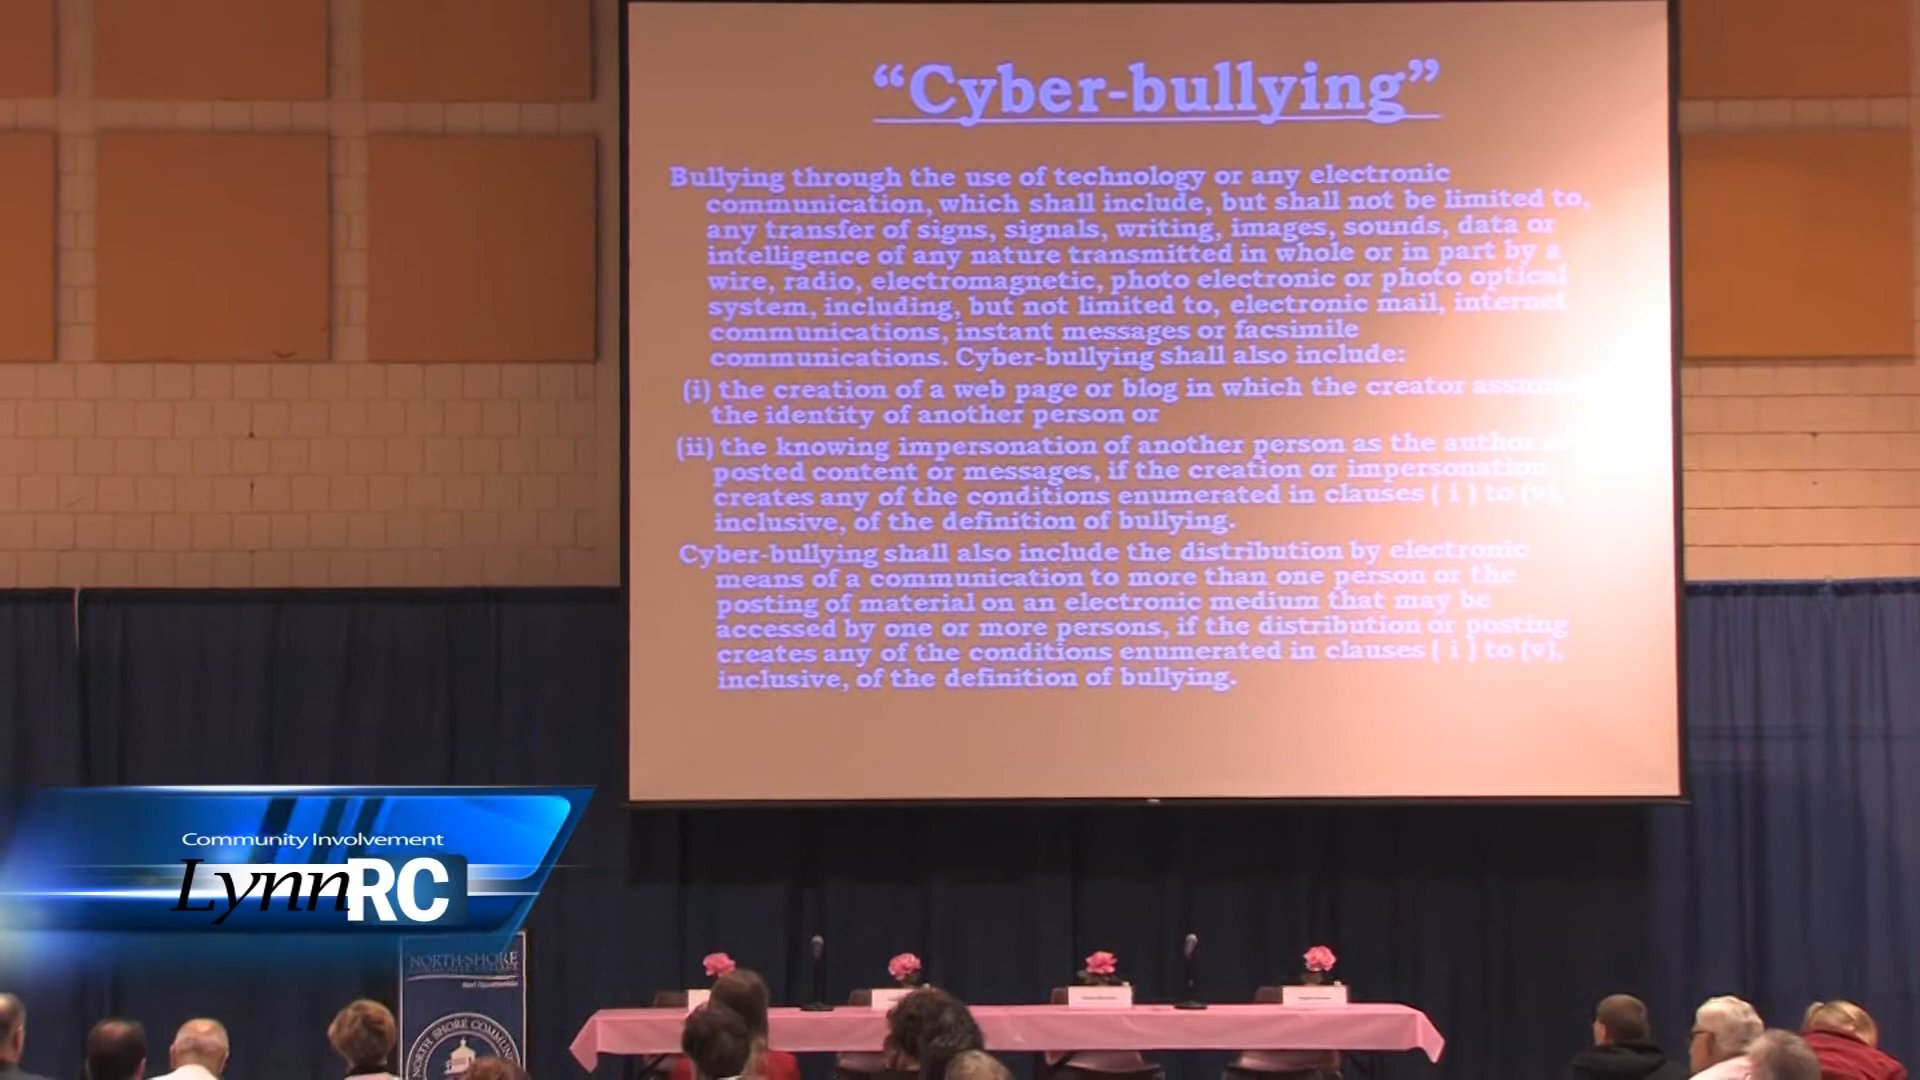 “Cyber-bullying”
Bullying through the use of technology or any electronic
communication, which shall include, but shall not be limited to,
any transfer of signs, signals, writing, images, sounds, data or
intelligence of any nature transmitted in whole or in part by a
wire, radio, electromagnetic, photo electronic or photo optical
system, including, but not limited to, electronic mail, internet
communications, instant messages or facsimile
communications. Cyber-bullying shall also include:
(i) the creation of a web page or blog in which the creator
the identity of another person or
(ii) the knowing impersonation of another person as the author
posted content or messages, if the creation or impersonation
creates any of the conditions enumerated in clauses ( i ) to (v),
inclusive, of the definition of bullying.
Cyber-bullying shall also include the distribution by electronic
means of a communication to more than one person or the
posting of material on an electronic medium that may be
accessed by one or more persons, if the distribution or posting
creates any of the conditions enumerated in clauses ( i ) to (v),
inclusive, of the definition of bullying.
Community Involvement
LynnRC
NORTH SHORE
COMMUNITY COLLEGE
NORTH SHORE COMMUN